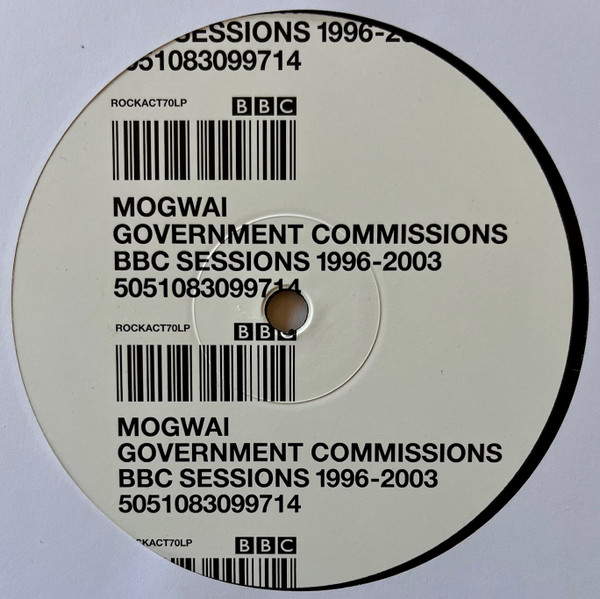 SESSIONS 1996-20
5051083099714
ROCKACT70LP BBC
MOGWAI
GOVERNMENT COMMISSIONS
BBC SESSIONS 1996-2003
5051083099714
ROCKACT70LP BBC
MOGWAI
GOVERNMENT COMMISSIONS
BBC SESSIONS 1996-2003
5051083099714
CKACT70LP BBC